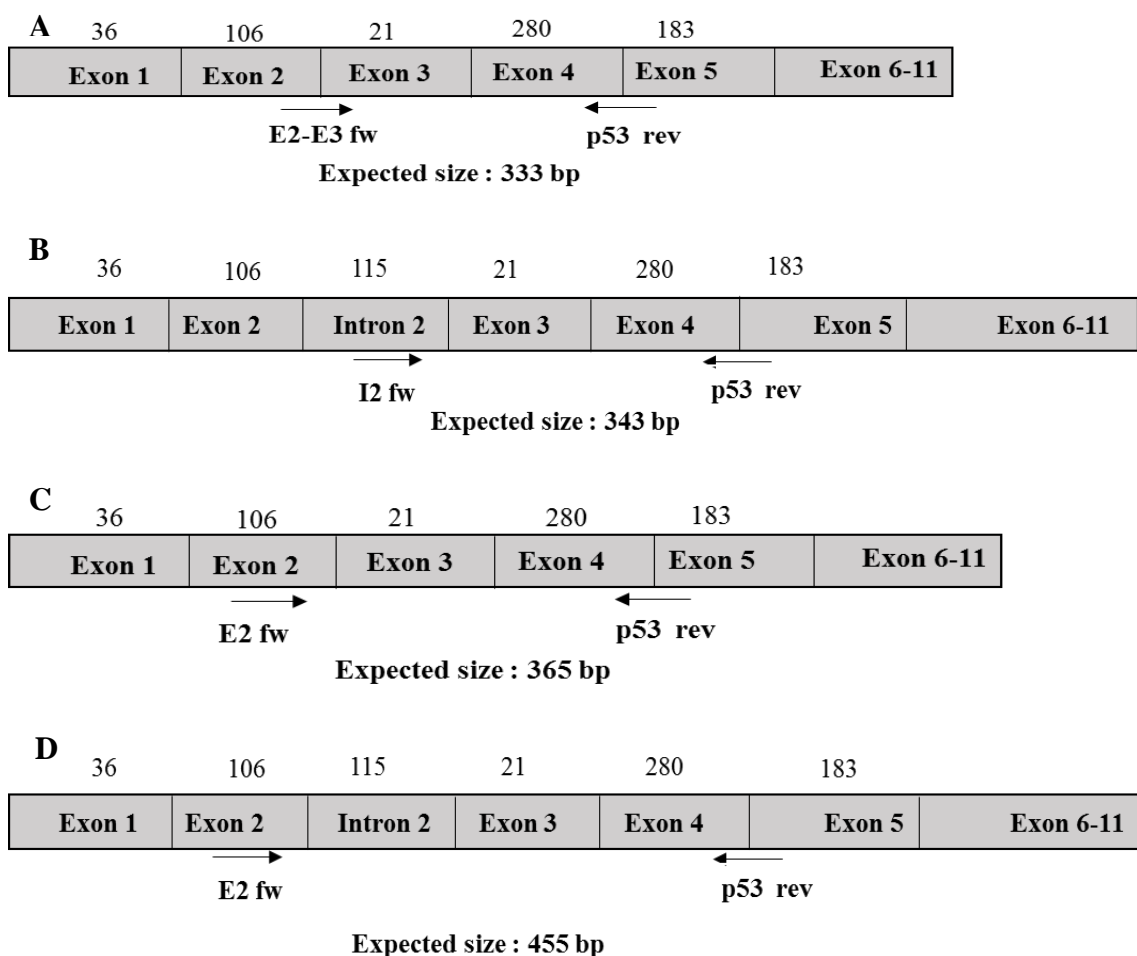 A
36 106 21 280 183
Exon 1 Exon 2 Exon 3 Exon 4 Exon 5 Exon 6-11
E2-E3 fw p53 rev
Expected size : 333 bp
B
36 106 115 21 280 183
Exon 1 Exon 2 Intron 2 Exon 3 Exon 4 Exon 5 Exon 6-11
I2 fw p53 rev
Expected size : 343 bp
C
36 106 21 280 183
Exon 1 Exon 2 Exon 3 Exon 4 Exon 5 Exon 6-11
E2 fw p53 rev
Expected size : 365 bp
D
36 106 115 21 280 183
Exon 1 Exon 2 Intron 2 Exon 3 Exon 4 Exon 5 Exon 6-11
E2 fw p53 rev
Expected size : 455 bp